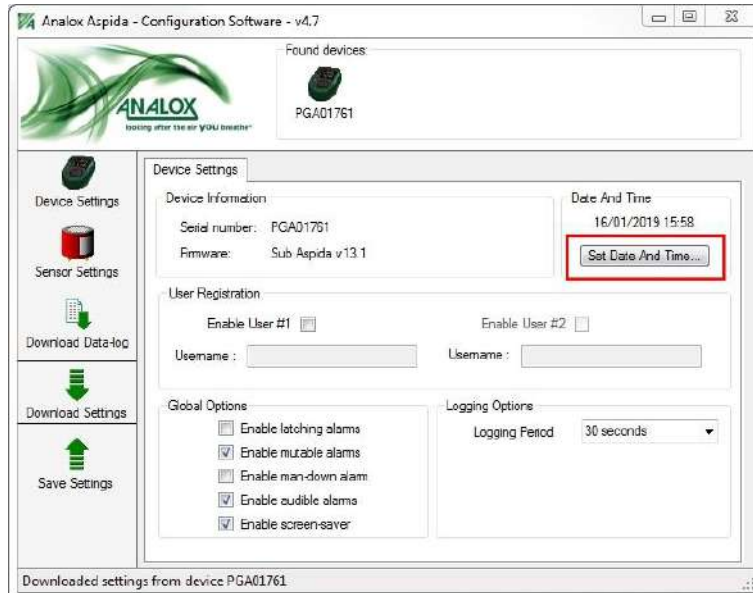 Analox Aspida - Configuration Software - v4.7
Found devices:
PGA01761
ANALOX
looking after the air YOU breathe
Device Settings
Sensor Settings
Download Data-log
Download Settings
Save Settings
Device Settings
Device Information
Serial number: PGA01761
Firmware: Sub Aspida v13.1
Date And Time
16/01/2019 15:58
Set Date And Time...
User Registration
Enable User #1
Enable User #2
Username :
Username :
Global Options
Enable latching alarms
Enable mutable alarms
Enable man-down alarm
Enable audible alarms
Enable screen-saver
Logging Options
Logging Period 30 seconds
Downloaded settings from device PGA01761